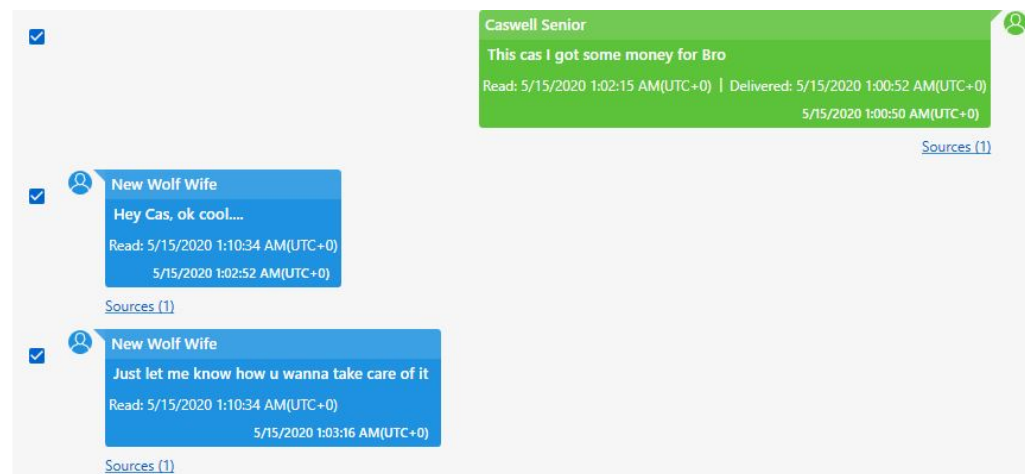 Caswell Senior
This cas I got some money for Bro
Read: 5/15/2020 1:02:15 AM(UTC+0) | Delivered: 5/15/2020 1:00:52 AM(UTC+0)
5/15/2020 1:00:50 AM(UTC+0)
Sources (1)
New Wolf Wife
Hey Cas, ok cool....
Read: 5/15/2020 1:10:34 AM(UTC+0)
5/15/2020 1:02:52 AM(UTC+0)
Sources (1)
New Wolf Wife
Just let me know how u wanna take care of it
Read: 5/15/2020 1:10:34 AM(UTC+0)
5/15/2020 1:03:16 AM(UTC+0)
Sources (1)